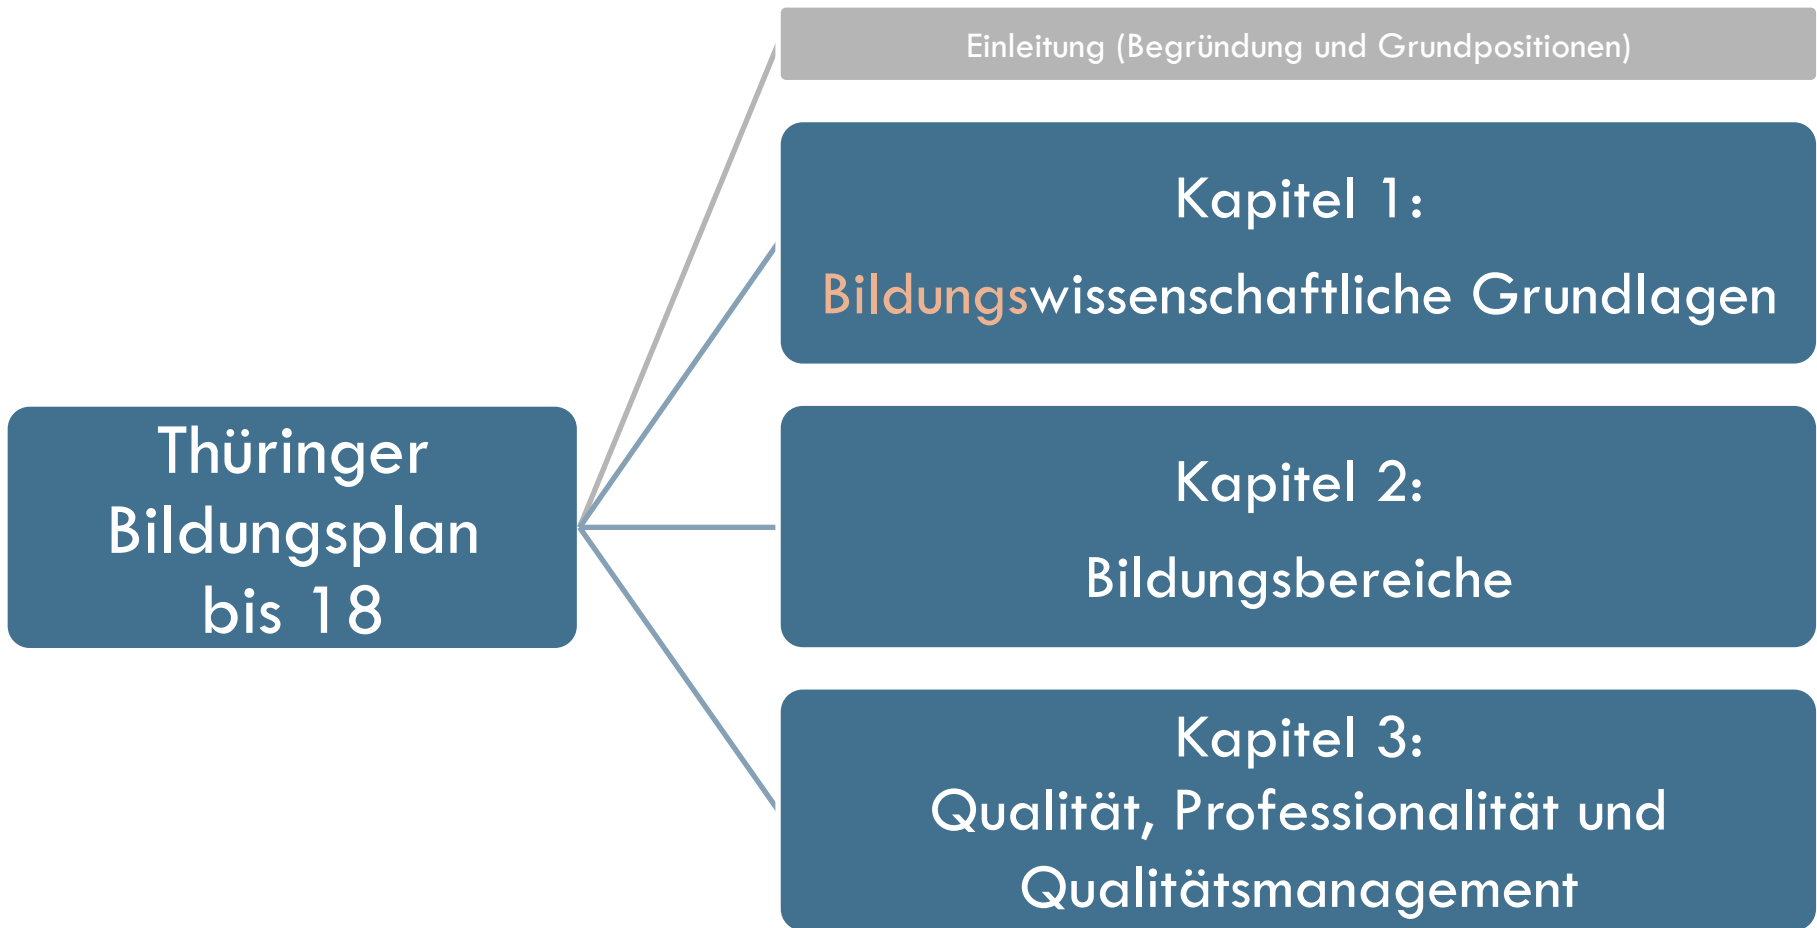 Einleitung (Begründung und Grundpositionen)
Kapitel 1:
Bildungswissenschaftliche Grundlagen
Thüringer
Bildungsplan
bis 18
Kapitel 2:
Bildungsbereiche
Kapitel 3:
Qualität, Professionalität und
Qualitätsmanagement